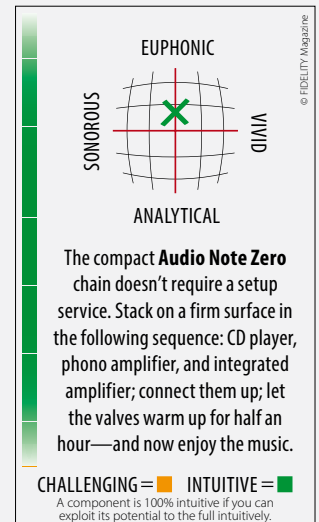 © FIDELITY Magazine
EUPHONIC
SONOROUS
VIVID
ANALYTICAL
The compact Audio Note Zero
chain doesn’t require a setup
service. Stack on a firm surface in
the following sequence: CD player,
phono amplifier, and integrated
amplifier; connect them up; let
the valves warm up for half an
hour—and now enjoy the music.
CHALLENGING = INTUITIVE =
A component is 100% intuitive if you can
exploit its potential to the full intuitively.